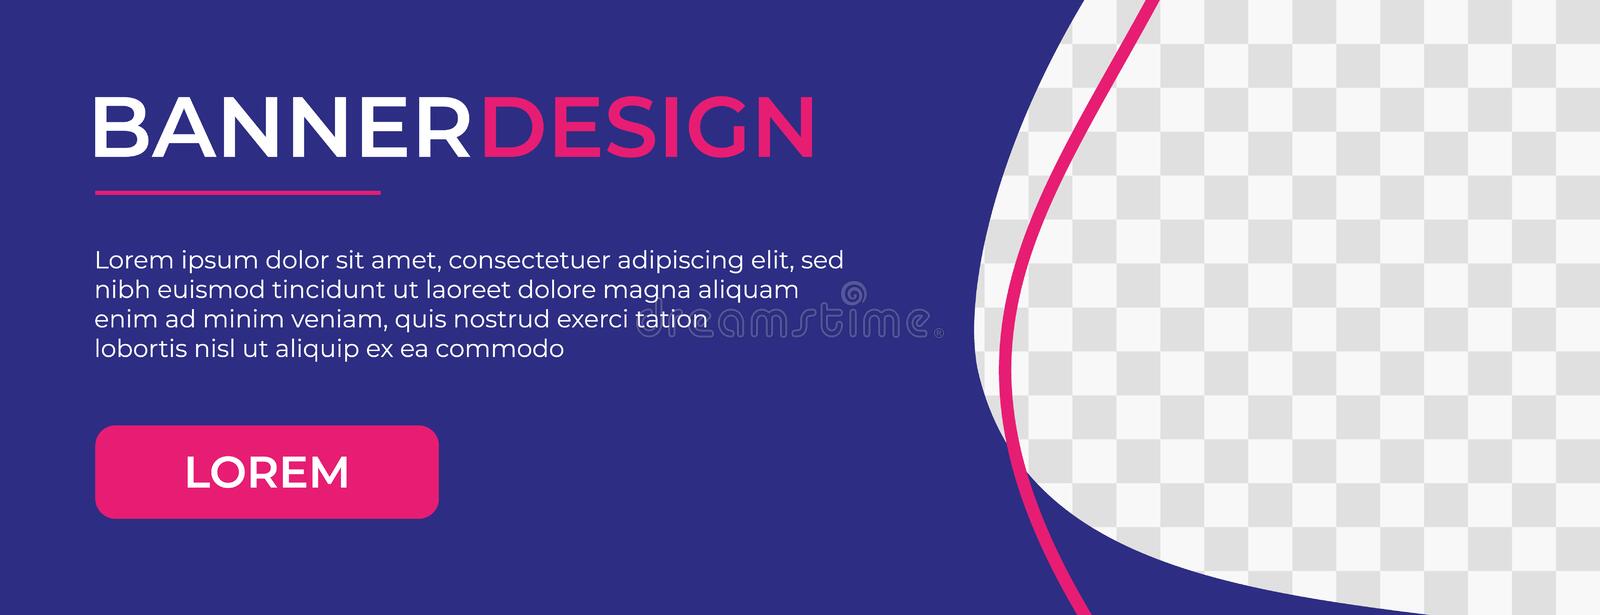 BANNERDESIGN
Lorem ipsum dolor sit amet, consectetuer adipiscing elit, sed
nibh euismod tincidunt ut laoreet dolore magna aliquam
enim ad minim veniam, quis nostrud exerci tation
lobortis nisl ut aliquip ex ea commodo
dreamstime®
LOREM